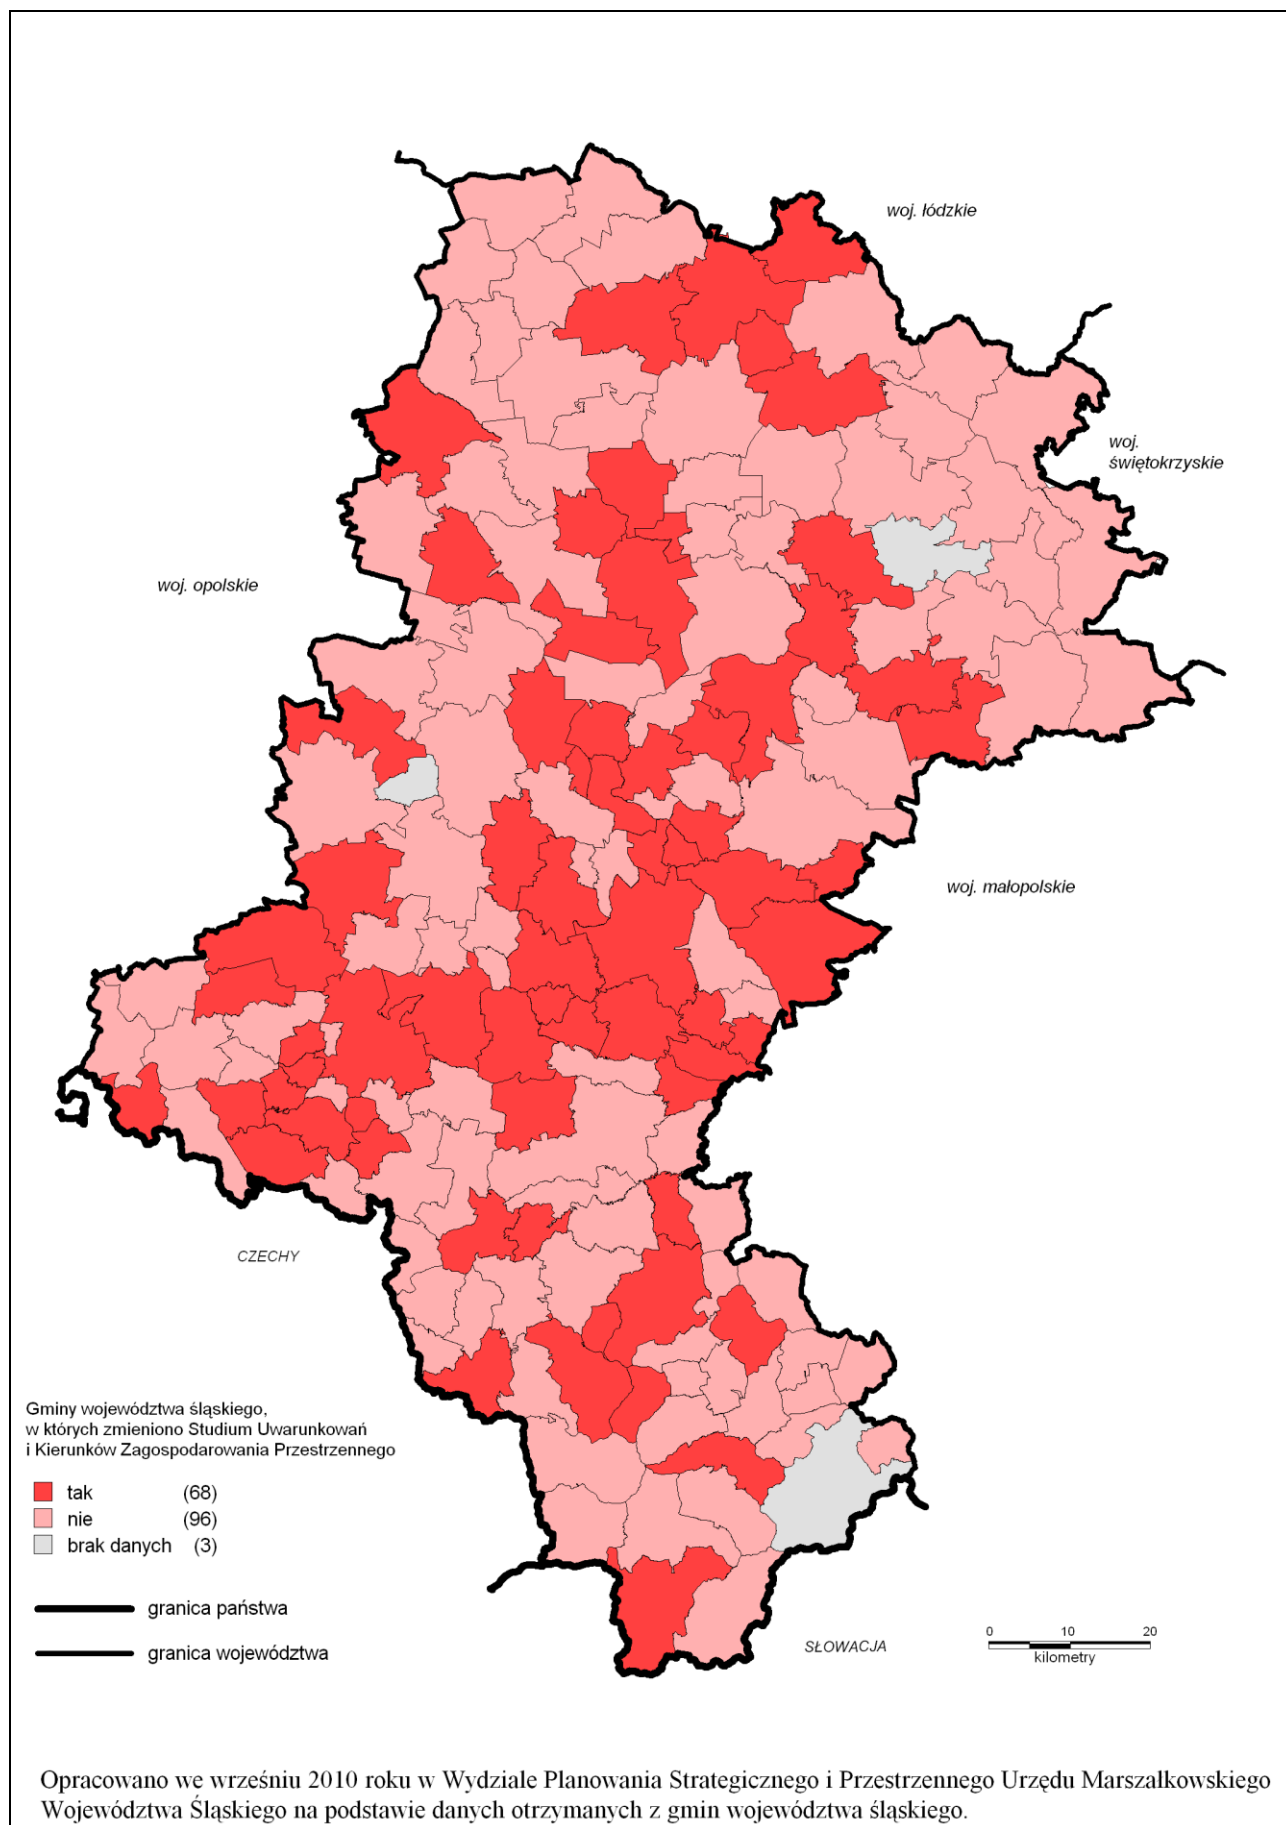 woj. łódzkie
woj.
świętokrzyskie
woj. opolskie
woj. małopolskie
CZECHY
Gminy województwa śląskiego,
w których zmieniono Studium Uwarunkowań
i Kierunków Zagospodarowania Przestrzennego
tak (68)
nie (96)
brak danych (3)
granica państwa
granica województwa
SŁOWACJA
0 10 20
kilometry
Opracowano we wrześniu 2010 roku w Wydziale Planowania Strategicznego i Przestrzennego Urzędu Marszałkowskiego
Województwa Śląskiego na podstawie danych otrzymanych z gmin województwa śląskiego.